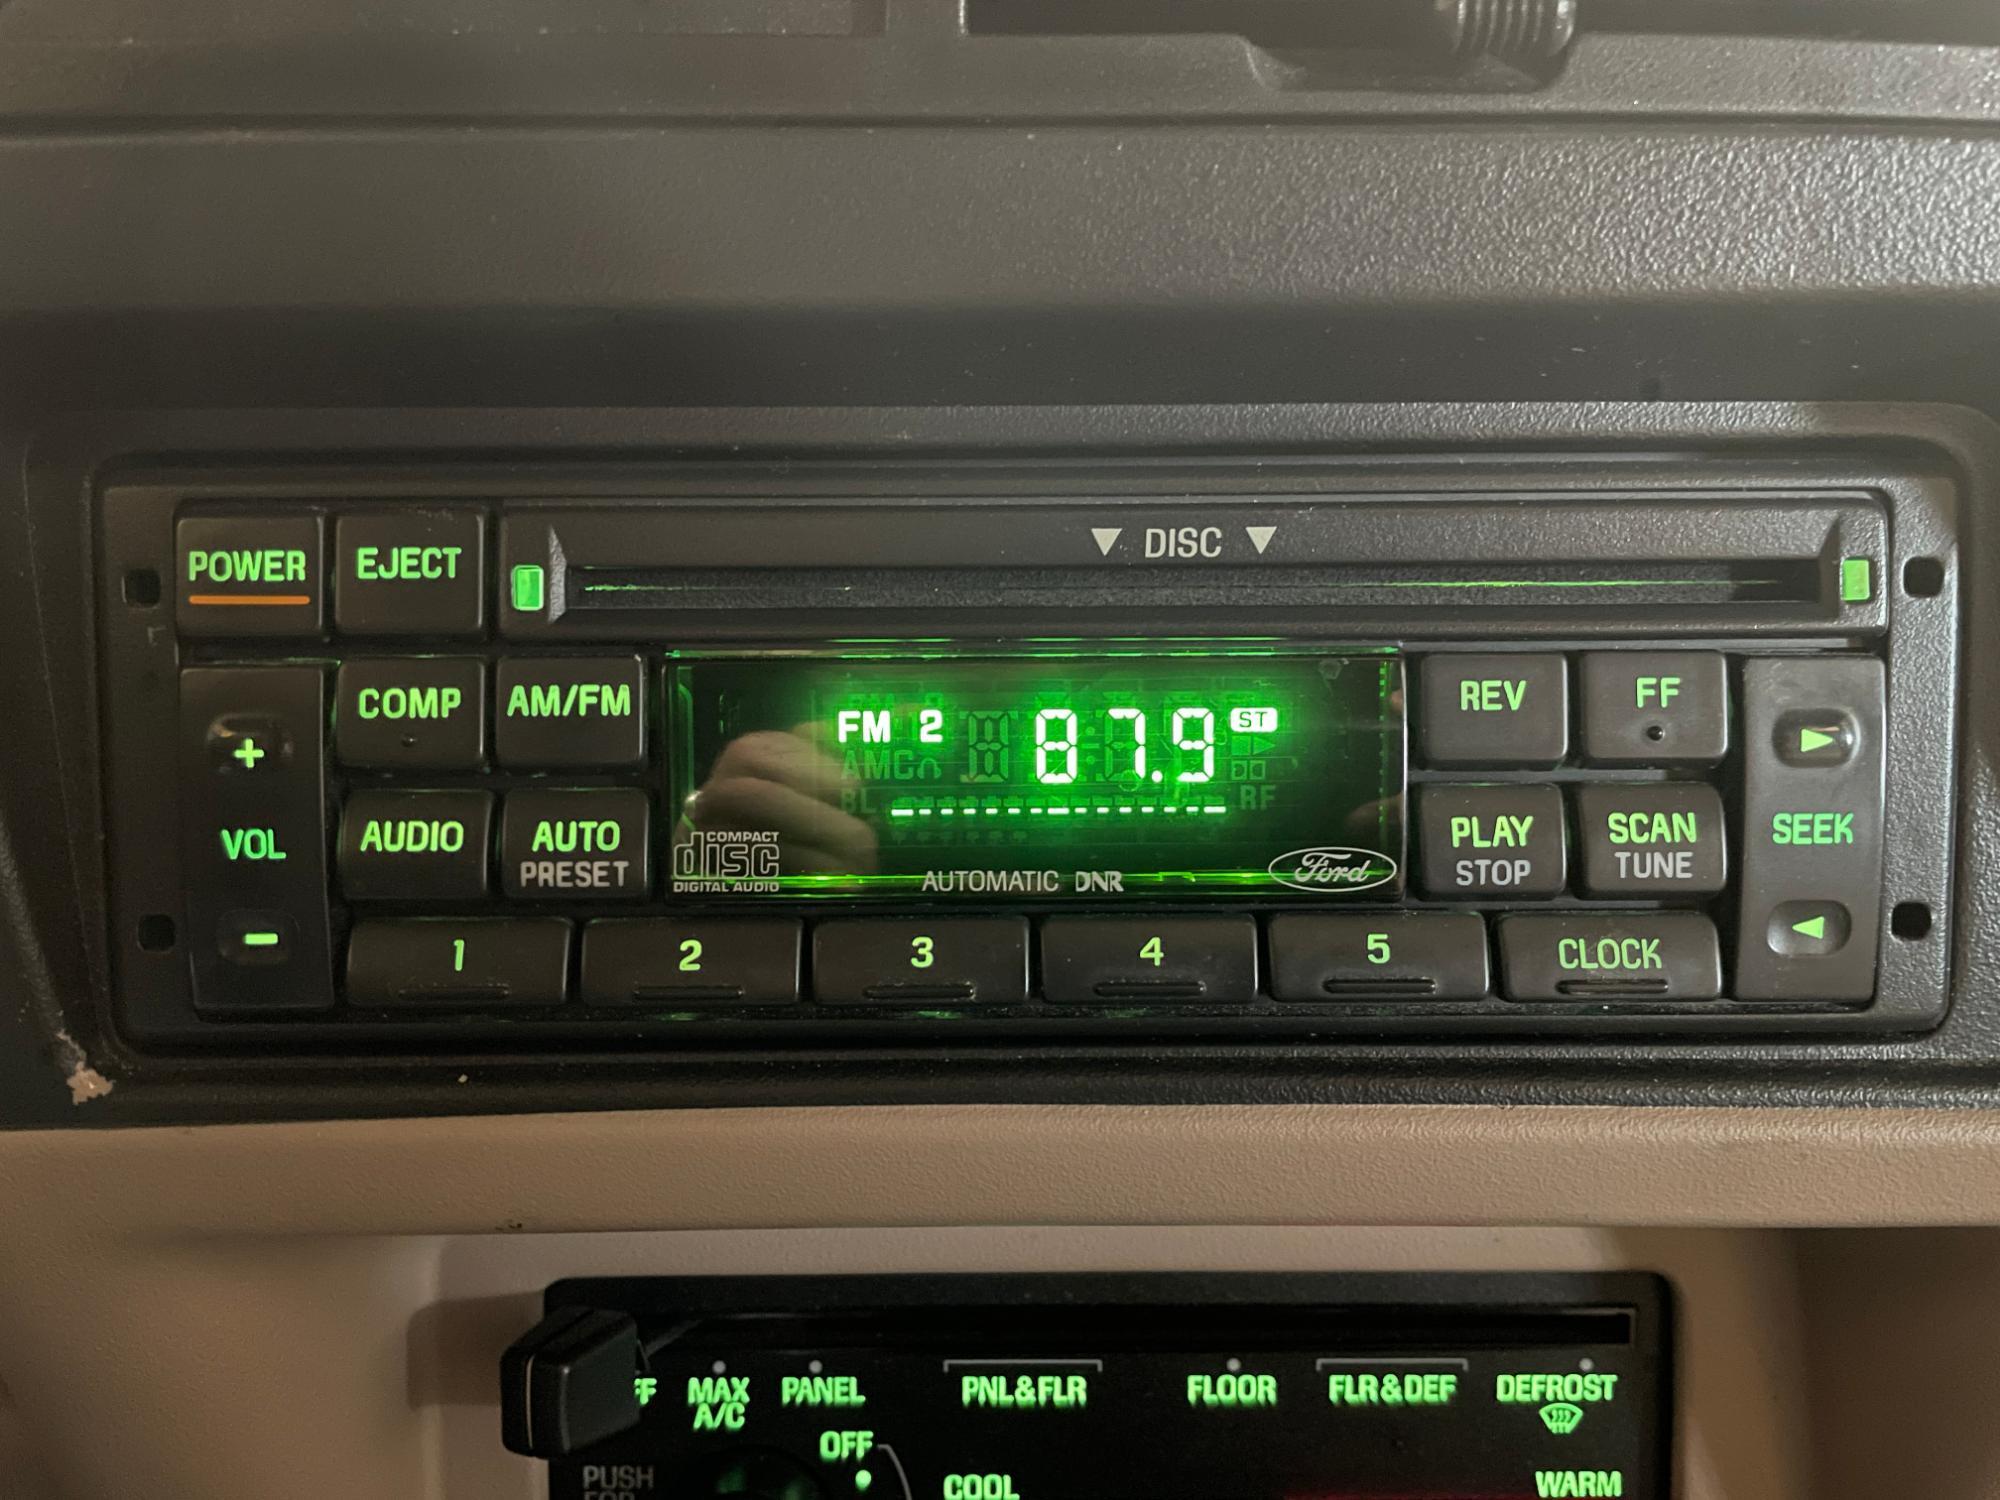 ▼ DISC ▼
POWER EJECT
COMP AM/FM
FM 2 87.9 ST
REV FF
+
VOL
-
AUDIO
AUTO
PRESET
COMPACT
disc
DIGITAL AUDIO
AUTOMATIC DNR
Ford
PLAY
STOP
SCAN
TUNE
SEEK
1 2 3 4 5 CLOCK
MAX
A/C
PANEL PNL&FLR FLOOR FLR&DEF DEFROST
OFF
PUSH
FOR
COOL WARM